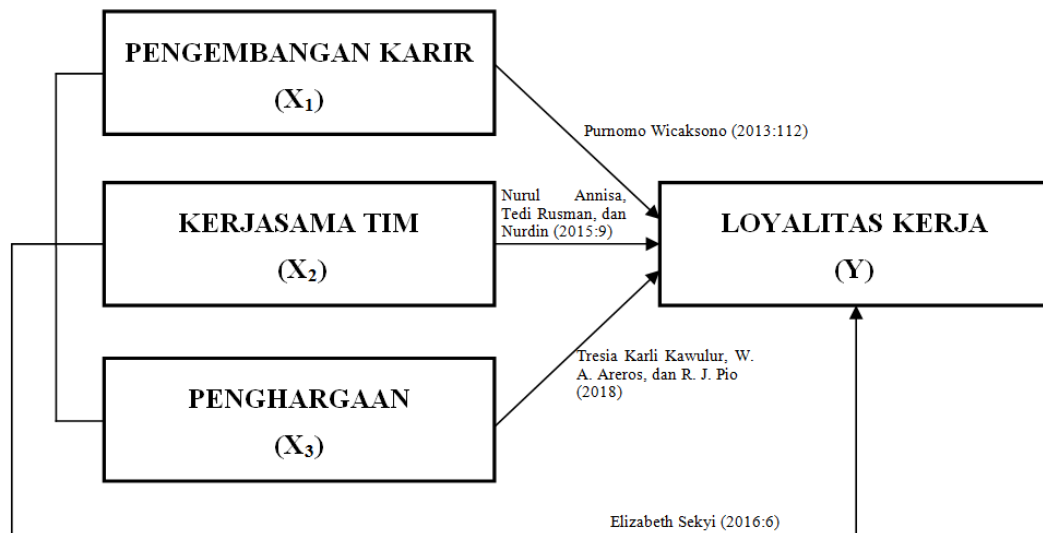 PENGEMBANGAN KARIR
(X₁)
Purnomo Wicaksono (2013:112)
KERJASAMA TIM
(X₂)
Nurul Annisa,
Tedi Rusman, dan
Nurdin (2015:9)
LOYALITAS KERJA
(Y)
PENGHARGAAN
(X₃)
Tresia Karli Kawulur, W.
A. Areros, dan R. J. Pio
(2018)
Elizabeth Sekyi (2016:6)